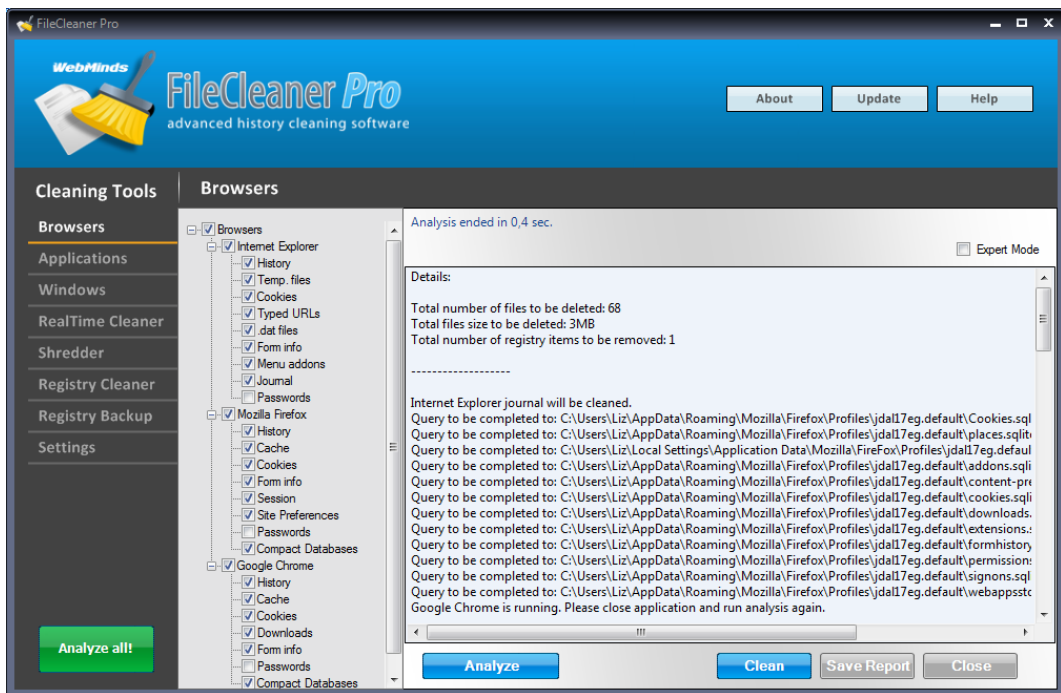 FileCleaner Pro
WebMinds
FileCleaner Pro
advanced history cleaning software
About
Update
Help
Cleaning Tools
Browsers
Applications
Windows
RealTime Cleaner
Shredder
Registry Cleaner
Registry Backup
Settings
Analyze all!
Browsers
Browsers
Internet Explorer
History
Temp. files
Cookies
Typed URLs
.dat files
Form info
Menu addons
Journal
Passwords
Mozilla Firefox
History
Cache
Cookies
Form info
Session
Site Preferences
Passwords
Compact Databases
Google Chrome
History
Cache
Cookies
Downloads
Form info
Passwords
Compact Databases
Analysis ended in 0,4 sec.
Expert Mode
Details:
Total number of files to be deleted: 68
Total files size to be deleted: 3MB
Total number of registry items to be removed: 1
-------------------
Internet Explorer journal will be cleaned.
Query to be completed to: C:\Users\Liz\AppData\Roaming\Mozilla\Firefox\Profiles\jdal17eg.default\Cookies.sql
Query to be completed to: C:\Users\Liz\AppData\Roaming\Mozilla\Firefox\Profiles\jdal17eg.default\places.sqlite
Query to be completed to: C:\Users\Liz\Local Settings\Application Data\Mozilla\FireFox\Profiles\jdal17eg.defaul
Query to be completed to: C:\Users\Liz\AppData\Roaming\Mozilla\Firefox\Profiles\jdal17eg.default\addons.sqli
Query to be completed to: C:\Users\Liz\AppData\Roaming\Mozilla\Firefox\Profiles\jdal17eg.default\content-pre
Query to be completed to: C:\Users\Liz\AppData\Roaming\Mozilla\Firefox\Profiles\jdal17eg.default\cookies.sqli
Query to be completed to: C:\Users\Liz\AppData\Roaming\Mozilla\Firefox\Profiles\jdal17eg.default\downloads.
Query to be completed to: C:\Users\Liz\AppData\Roaming\Mozilla\Firefox\Profiles\jdal17eg.default\extensions.s
Query to be completed to: C:\Users\Liz\AppData\Roaming\Mozilla\Firefox\Profiles\jdal17eg.default\formhistory
Query to be completed to: C:\Users\Liz\AppData\Roaming\Mozilla\Firefox\Profiles\jdal17eg.default\permissions
Query to be completed to: C:\Users\Liz\AppData\Roaming\Mozilla\Firefox\Profiles\jdal17eg.default\signons.sql
Query to be completed to: C:\Users\Liz\AppData\Roaming\Mozilla\Firefox\Profiles\jdal17eg.default\webappsstc
Google Chrome is running. Please close application and run analysis again.
Analyze
Clean
Save Report
Close